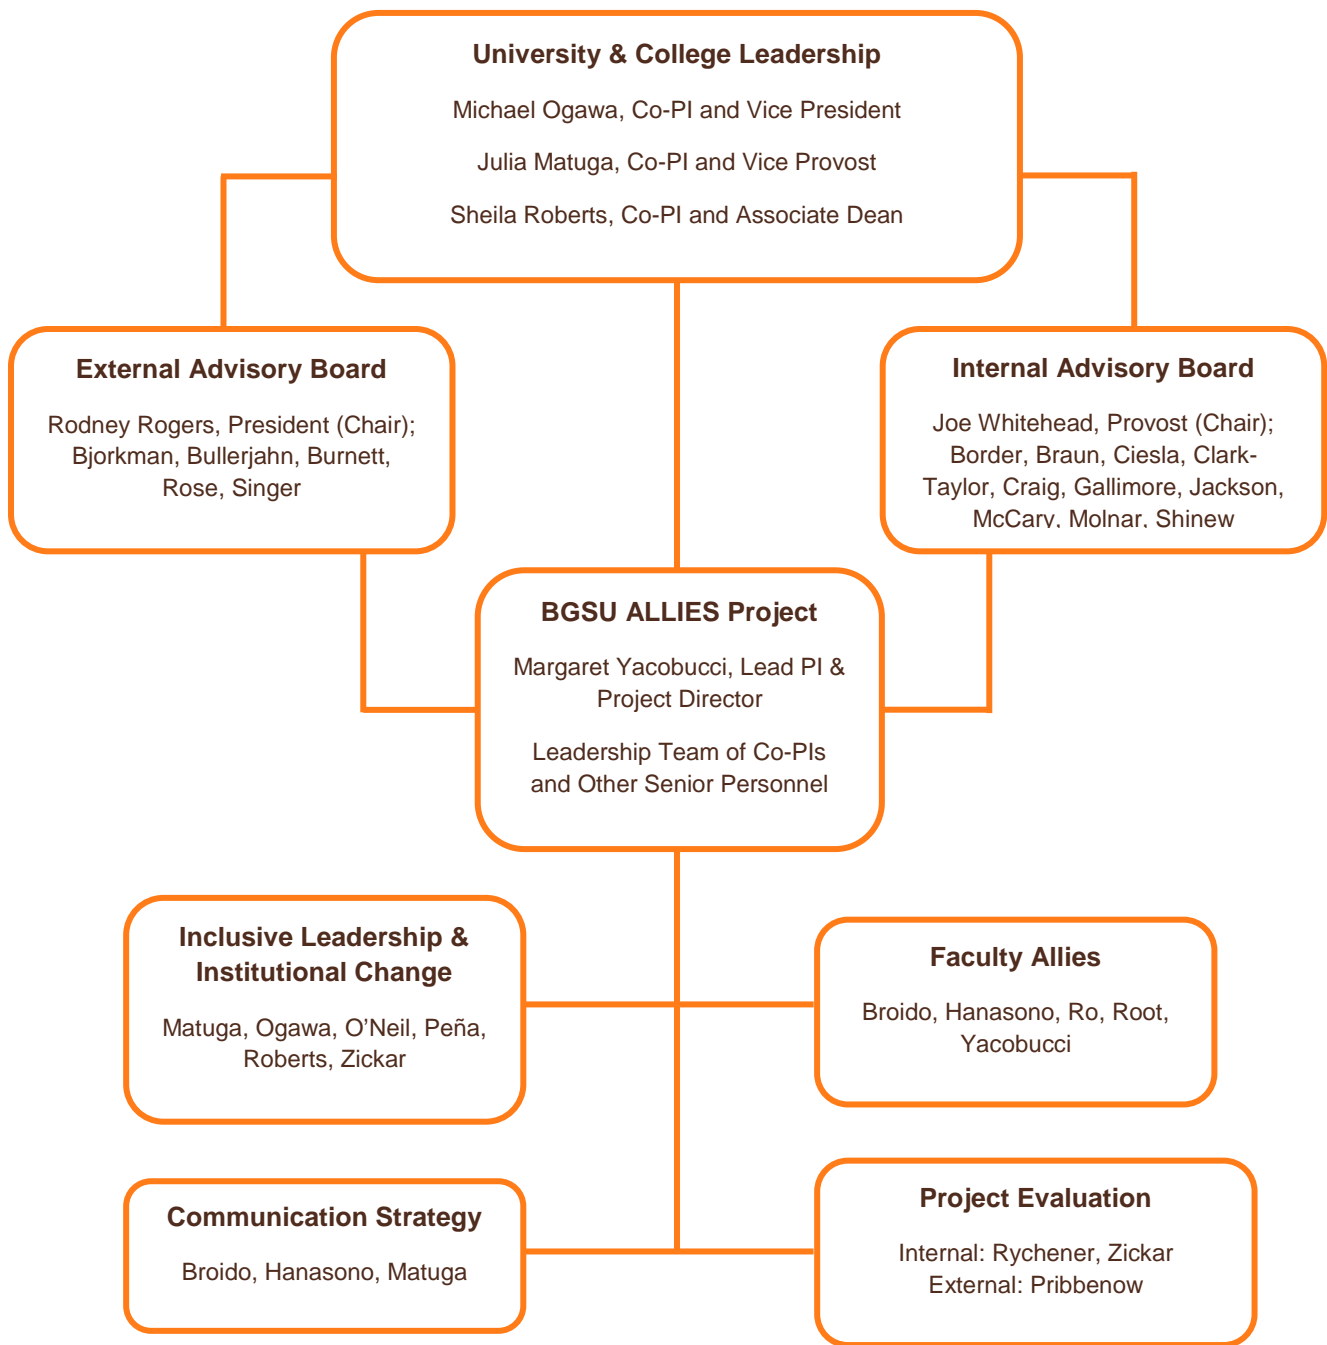 University & College Leadership
Michael Ogawa, Co-PI and Vice President
Julia Matuga, Co-PI and Vice Provost
Sheila Roberts, Co-PI and Associate Dean
External Advisory Board
Rodney Rogers, President (Chair);
Bjorkman, Bullerjahn, Burnett,
Rose, Singer
Internal Advisory Board
Joe Whitehead, Provost (Chair);
Border, Braun, Ciesla, Clark-
Taylor, Craig, Gallimore, Jackson,
McCary, Molnar, Shinew
BGSU ALLIES Project
Margaret Yacobucci, Lead PI &
Project Director
Leadership Team of Co-PIs
and Other Senior Personnel
Inclusive Leadership &
Institutional Change
Matuga, Ogawa, O’Neil, Peña,
Roberts, Zickar
Faculty Allies
Broido, Hanasono, Ro, Root,
Yacobucci
Communication Strategy
Broido, Hanasono, Matuga
Project Evaluation
Internal: Rychener, Zickar
External: Pribbenow